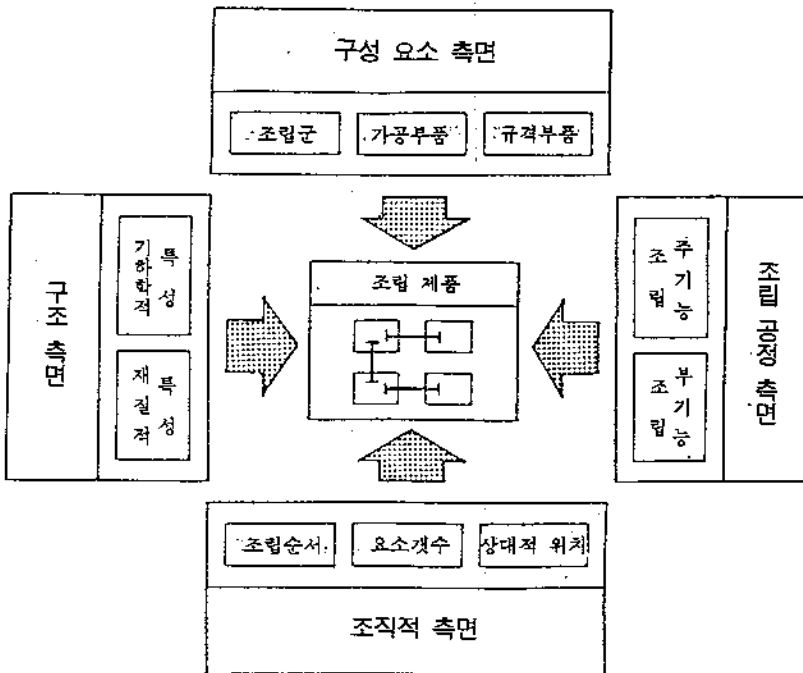 구성 요소 측면
조립군 가공부품 규격부품
구조 측면
기하학적 특성
재질적 특성
조립 제품
조립 주기능
조립 부기능
조립 공정 측면
조립순서 요소갯수 상대적 위치
조직적 측면